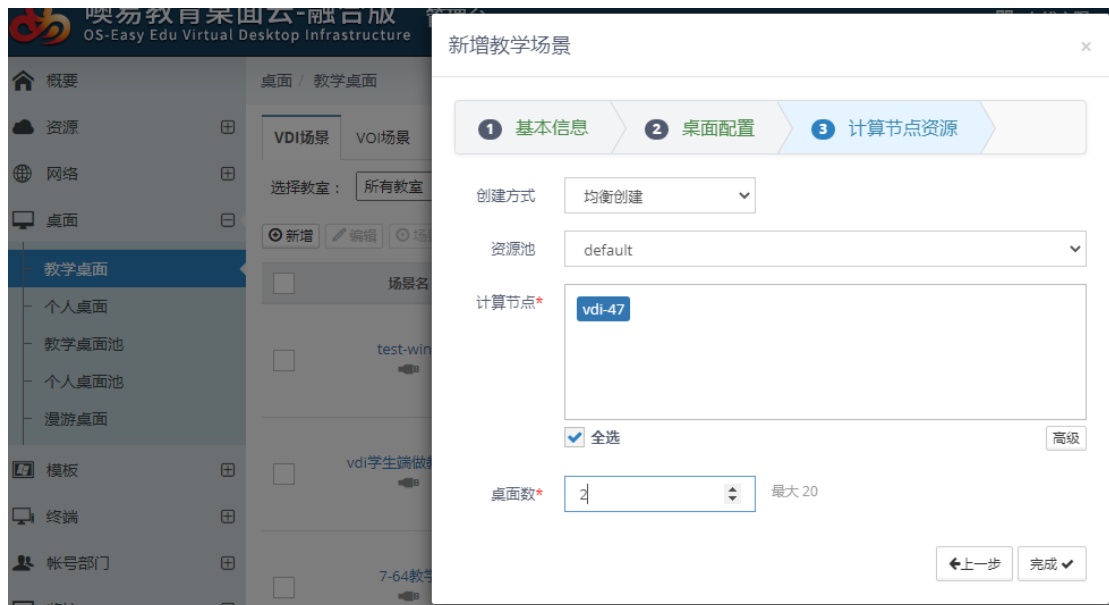 噢易教育桌面云-融合版
OS-Easy Edu Virtual Desktop Infrastructure
概要
资源
网络
桌面
教学桌面
个人桌面
教学桌面池
个人桌面池
漫游桌面
模板
终端
帐号部门
桌面 / 教学桌面
VDI场景 VOI场景
选择教室： 所有教室
新增 编辑
场景名
test-win
vdi学生端做
7-64教学
新增教学场景 ×
1 基本信息 2 桌面配置 3 计算节点资源
创建方式 均衡创建
资源池 default
计算节点* vdi-47
全选 高级
桌面数* 2 最大 20
上一步 完成